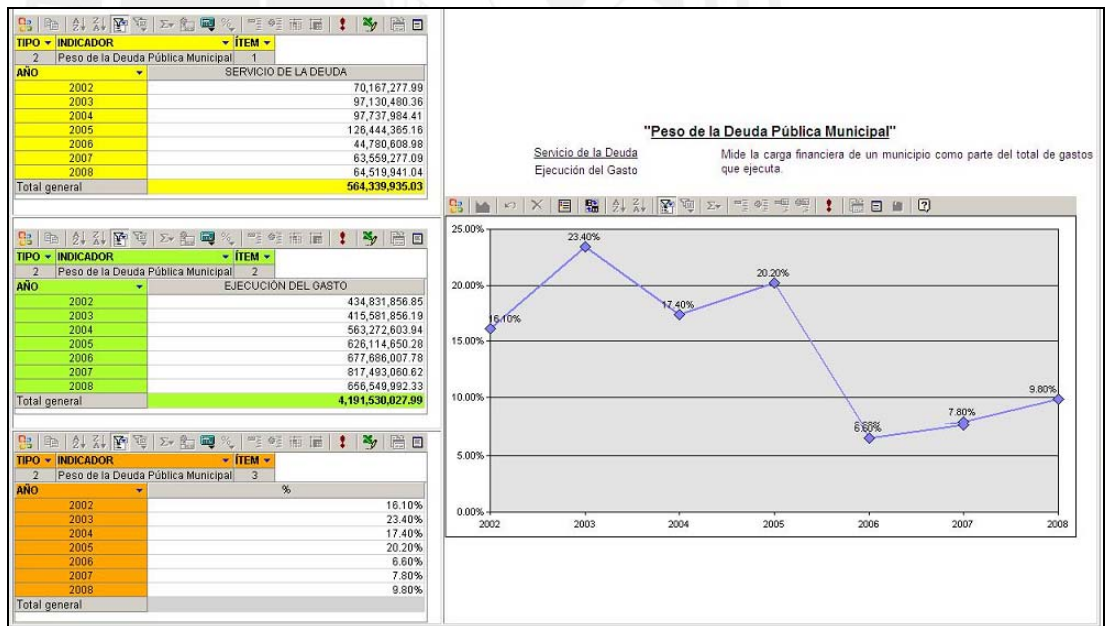 TIPO INDICADOR ÍTEM
2 Peso de la Deuda Pública Municipal 1
AÑO SERVICIO DE LA DEUDA
2002 70,167,277.99
2003 97,130,480.36
2004 97,737,984.41
2005 126,444,365.16
2006 44,780,608.98
2007 63,559,277.09
2008 64,519,941.04
Total general 564,339,935.03
TIPO INDICADOR ÍTEM
2 Peso de la Deuda Pública Municipal 2
AÑO EJECUCIÓN DEL GASTO
2002 434,831,856.85
2003 415,581,856.19
2004 563,272,603.94
2005 626,114,650.28
2006 677,686,007.78
2007 817,493,060.62
2008 656,549,992.33
Total general 4,191,530,027.99
TIPO INDICADOR ÍTEM
2 Peso de la Deuda Pública Municipal 3
AÑO %
2002 16.10%
2003 23.40%
2004 17.40%
2005 20.20%
2006 6.60%
2007 7.80%
2008 9.80%
Total general
"Peso de la Deuda Pública Municipal"
Servicio de la Deuda
Ejecución del Gasto
Mide la carga financiera de un municipio como parte del total de gastos
que ejecuta.
25.00%
20.00%
15.00%
10.00%
5.00%
0.00%
16.10%
23.40%
17.40%
20.20%
6.60%
7.80%
9.80%
2002 2003 2004 2005 2006 2007 2008